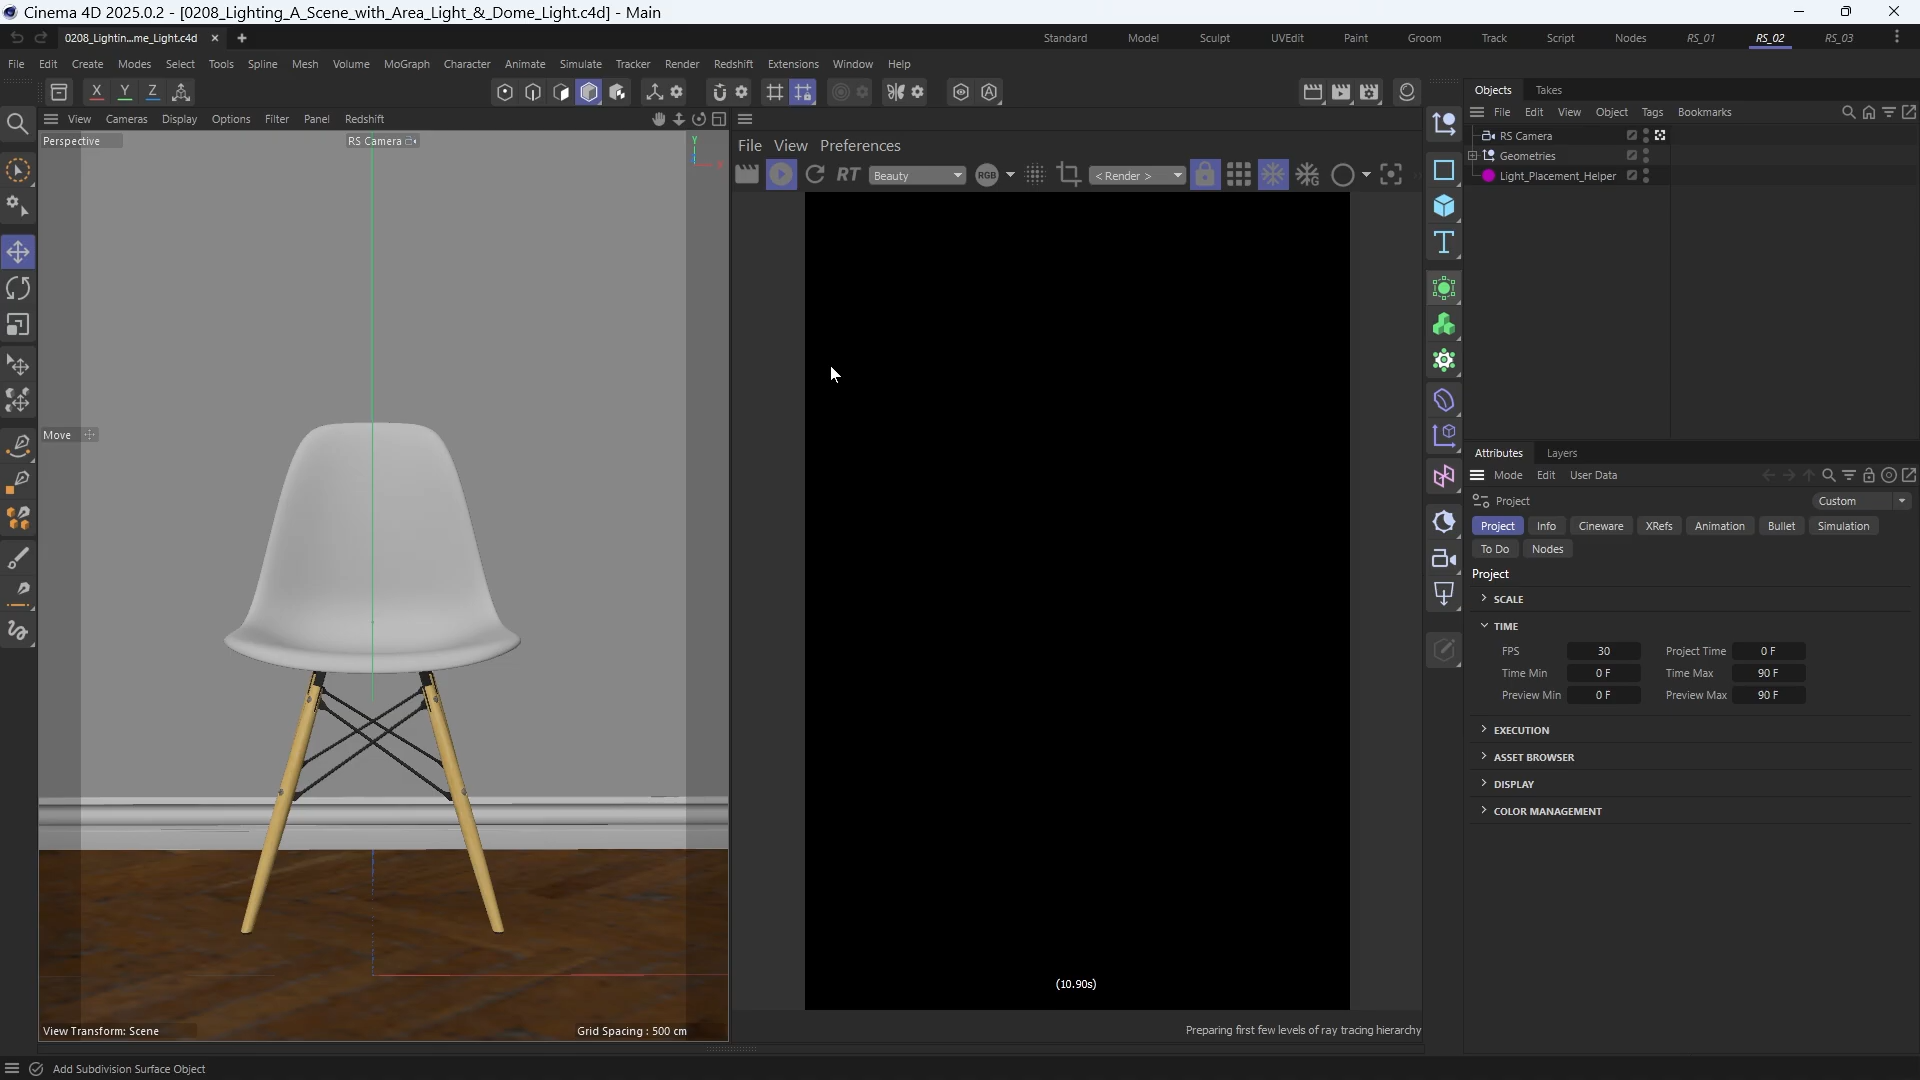 Cinema 4D 2025.0.2 - [0208_Lighting_A_Scene_with_Area_Light_&_Dome_Light.c4d] - Main
0208_Lightin...me_Light.c4d
Standard Model Sculpt UVEdit Paint Groom Track Script Nodes RS_01 RS_02 RS_03
File Edit Create Modes Select Tools Spline Mesh Volume MoGraph Character Animate Simulate Tracker Render Redshift Extensions Window Help
X Y Z
Objects Takes
File Edit View Object Tags Bookmarks
View Cameras Display Options Filter Panel Redshift
Perspective
RS Camera
Y
File View Preferences
RT Beauty RGB < Render >
RS Camera
Geometries
Light_Placement_Helper
Move
View Transform: Scene
Grid Spacing : 500 cm
(10.90s)
Preparing first few levels of ray tracing hierarchy
Attributes Layers
Mode Edit User Data
Project Custom
Project Info Cineware XRefs Animation Bullet Simulation
To Do Nodes
Project
SCALE
TIME
FPS 30 Project Time 0 F
Time Min 0 F Time Max 90 F
Preview Min 0 F Preview Max 90 F
EXECUTION
ASSET BROWSER
DISPLAY
COLOR MANAGEMENT
Add Subdivision Surface Object